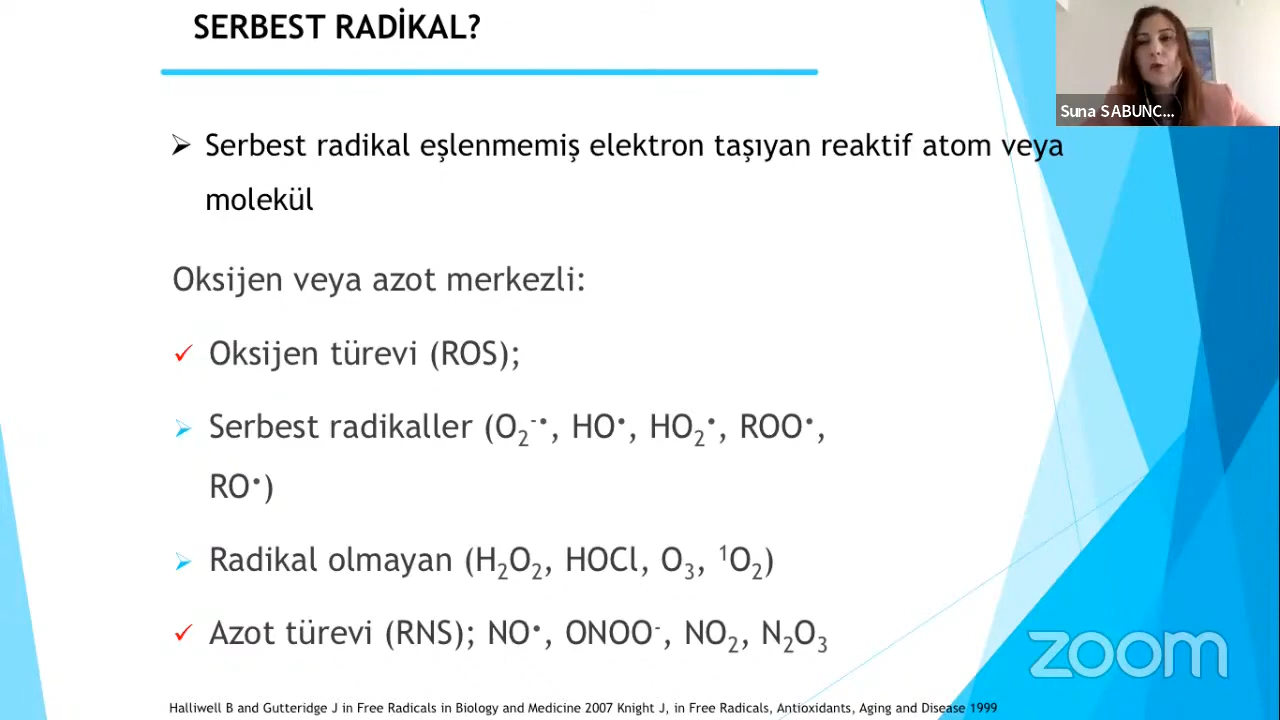 SERBEST RADİKAL?
Suna SABUNC...
➢ Serbest radikal eşlenmemiş elektron taşıyan reaktif atom veya
molekül
Oksijen veya azot merkezli:
✓ Oksijen türevi (ROS);
➢ Serbest radikaller (O₂⁻•, HO•, HO₂•, ROO•,
RO•)
➢ Radikal olmayan (H₂O₂, HOCl, O₃, ¹O₂)
✓ Azot türevi (RNS); NO•, ONOO⁻, NO₂, N₂O₃
zoom
Halliwell B and Gutteridge J in Free Radicals in Biology and Medicine 2007 Knight J, in Free Radicals, Antioxidants, Aging and Disease 1999